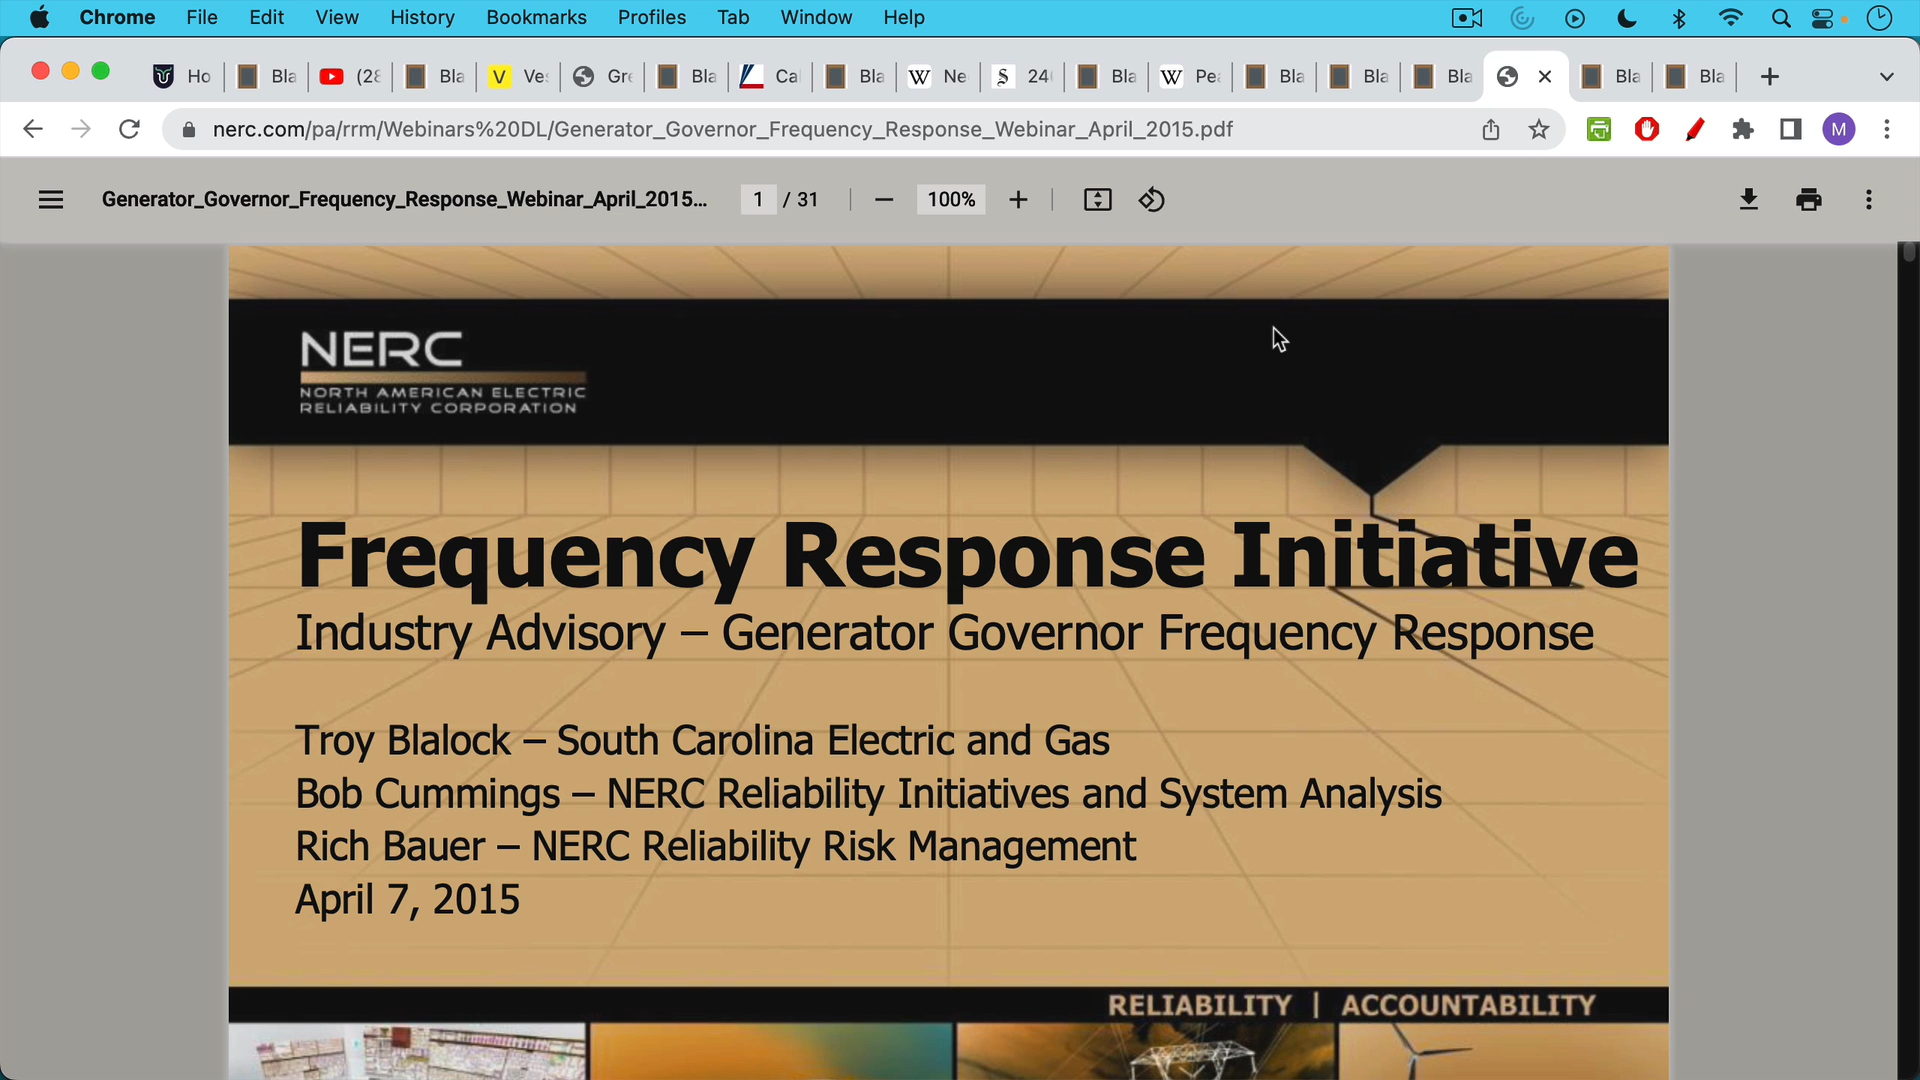 Chrome File Edit View History Bookmarks Profiles Tab Window Help
Ho Bla (28 Bla V Ve Gr Bla Ca Bla W Ne 24 Bla W Pe Bla Bla Bla Bla Bla
nerc.com/pa/rrm/Webinars%20DL/Generator_Governor_Frequency_Response_Webinar_April_2015.pdf M
Generator_Governor_Frequency_Response_Webinar_April_2015... 1 / 31 100%
NERC
NORTH AMERICAN ELECTRIC
RELIABILITY CORPORATION
Frequency Response Initiative
Industry Advisory – Generator Governor Frequency Response
Troy Blalock – South Carolina Electric and Gas
Bob Cummings – NERC Reliability Initiatives and System Analysis
Rich Bauer – NERC Reliability Risk Management
April 7, 2015
RELIABILITY | ACCOUNTABILITY